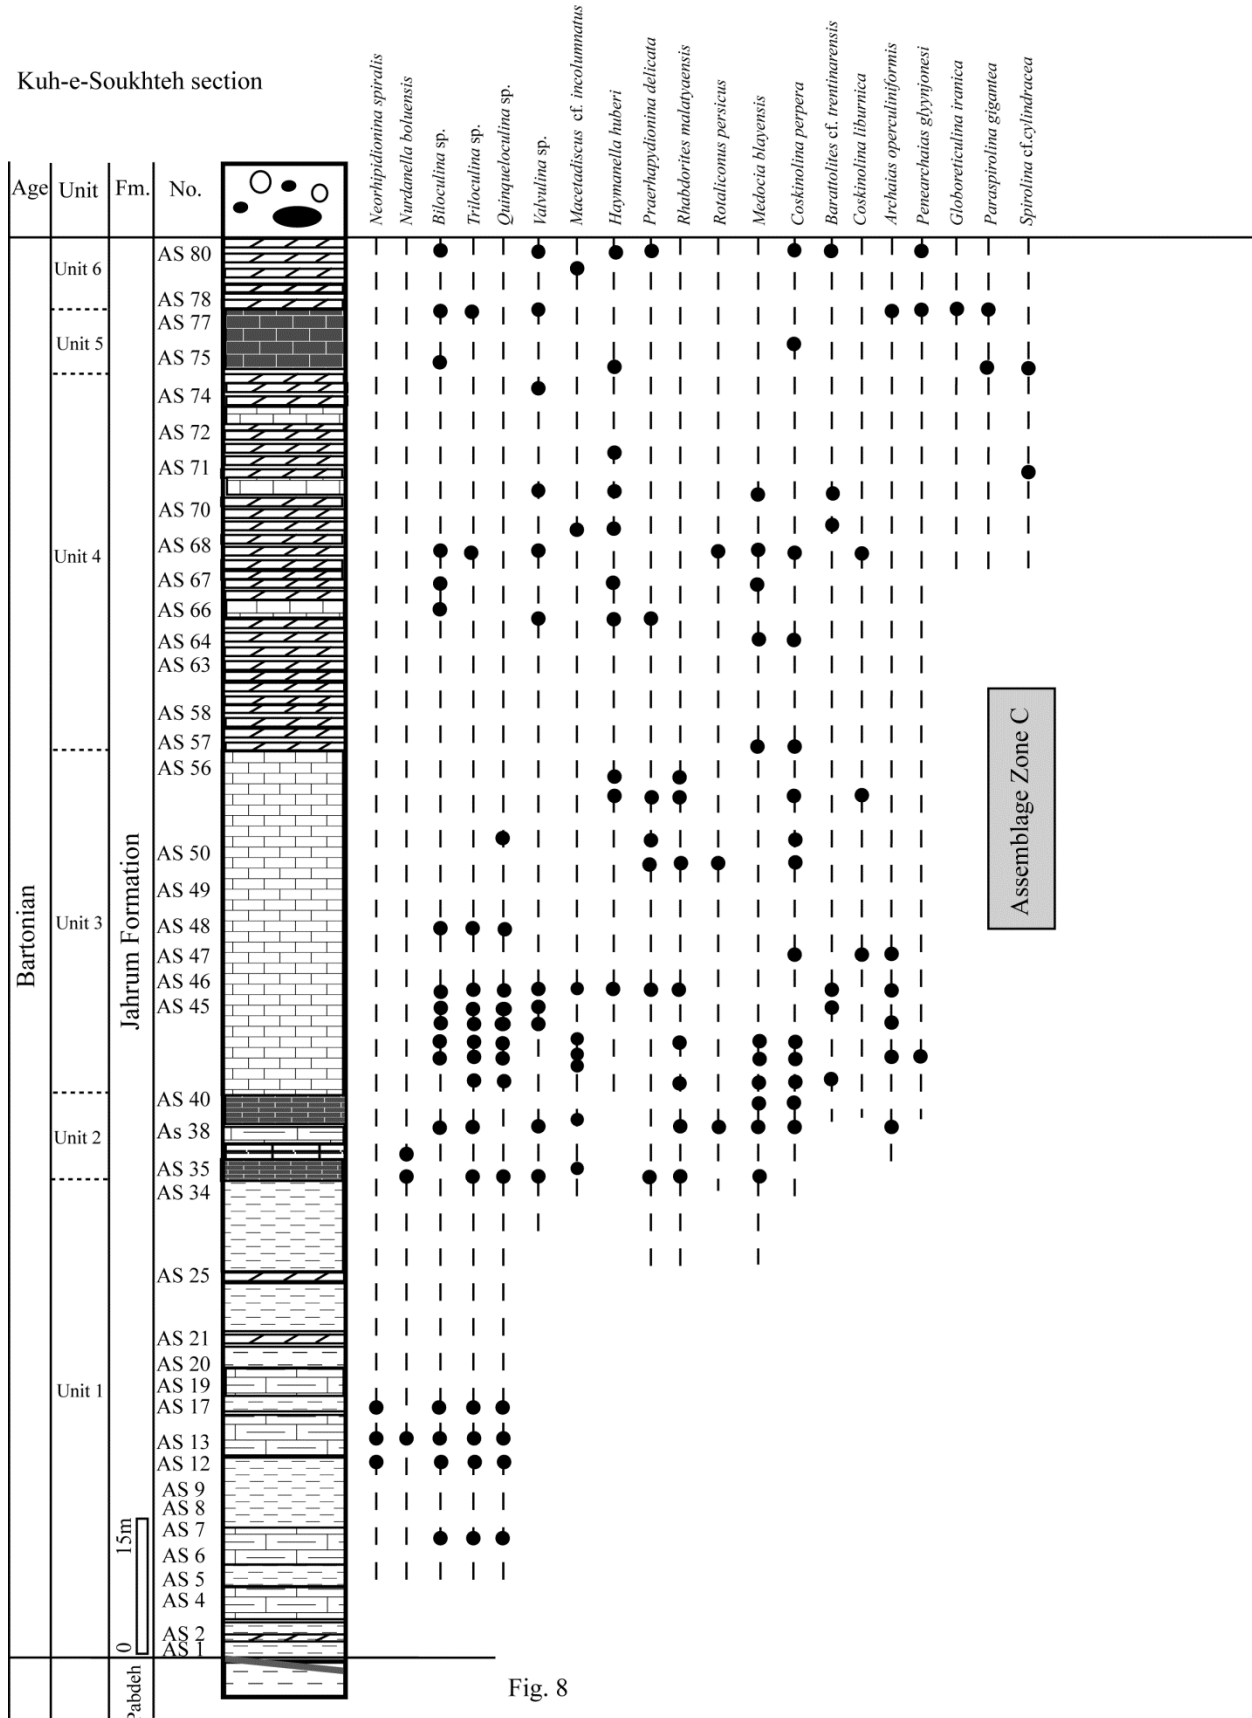 Kuh-e-Soukhteh section
Neorhipidionina spiralis
Nurdanella boluensis
Biloculina sp.
Triloculina sp.
Quinqueloculina sp.
Valvulina sp.
Macetadiscus cf. incolumnatus
Haymanella huberi
Praerhapydionina delicata
Rhabdorites malatyaensis
Rotaliconus persicus
Medocia blayensis
Coskinolina perpera
Barattolites cf. trentinarensis
Coskinolina liburnica
Archaias operculiniformis
Penearchaias glyynjonesi
Globoreticulina iranica
Paraspirolina gigantea
Spirolina cf.cylindracea
Age
Unit
Fm.
No.
Bartonian
Unit 6
Unit 5
Unit 4
Unit 3
Unit 2
Unit 1
Jahrum Formation
Pabdeh
AS 80
AS 78
AS 77
AS 75
AS 74
AS 72
AS 71
AS 70
AS 68
AS 67
AS 66
AS 64
AS 63
AS 58
AS 57
AS 56
AS 50
AS 49
AS 48
AS 47
AS 46
AS 45
AS 40
As 38
AS 35
AS 34
AS 25
AS 21
AS 20
AS 19
AS 17
AS 13
AS 12
AS 9
AS 8
AS 7
AS 6
AS 5
AS 4
AS 2
AS 1
15m
0
Assemblage Zone C
Fig. 8